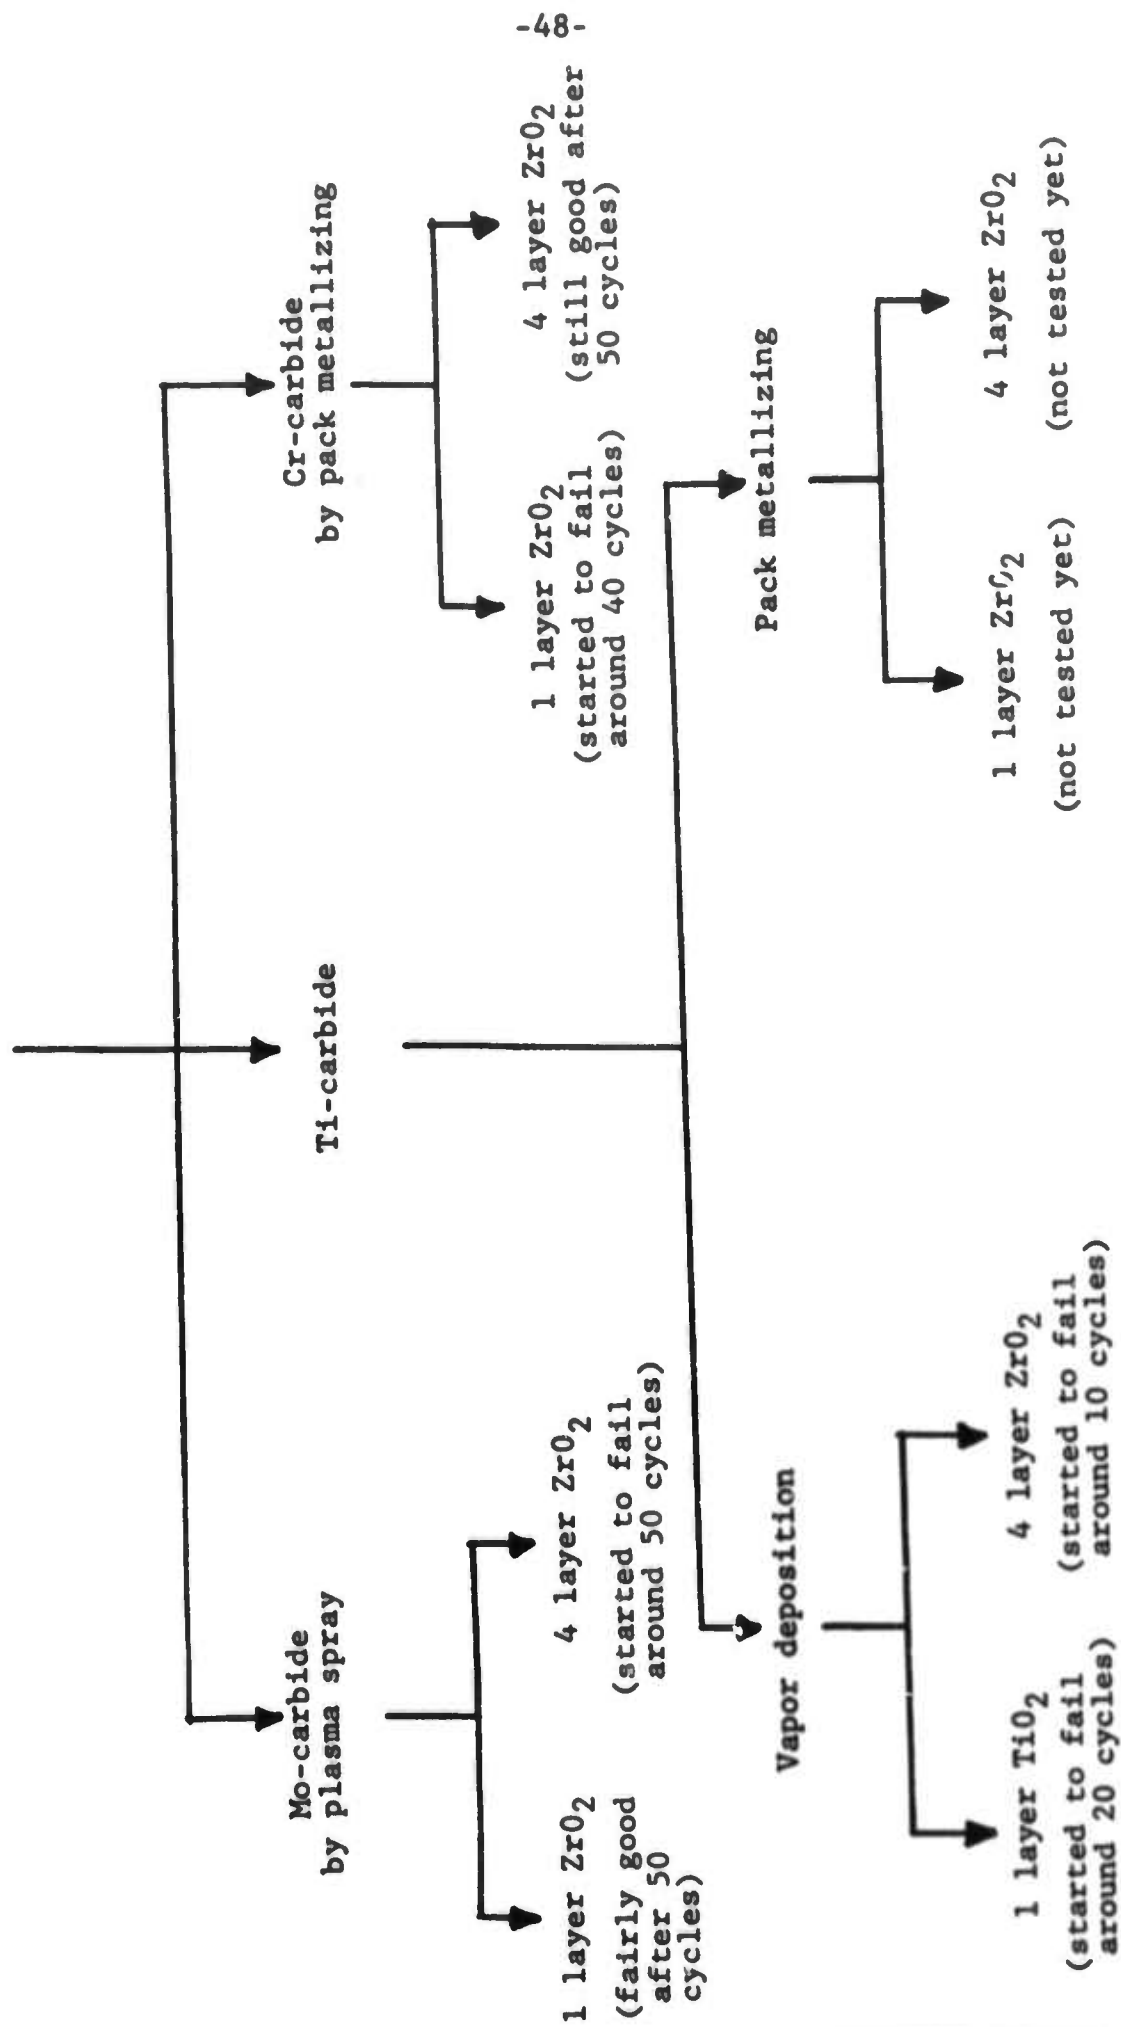 -48-
Mo-carbide
by plasma spray
Ti-carbide
Cr-carbide
by pack metallizing
1 layer ZrO2
(fairly good
after 50
cycles)
4 layer ZrO2
(started to fail
around 50 cycles)
1 layer ZrO2
(started to fail
around 40 cycles)
4 layer ZrO2
(still good after
50 cycles)
Vapor deposition
Pack metallizing
1 layer TiO2
(started to fail
around 20 cycles)
4 layer ZrO2
(started to fail
around 10 cycles)
1 layer ZrO2
(not tested yet)
4 layer ZrO2
(not tested yet)